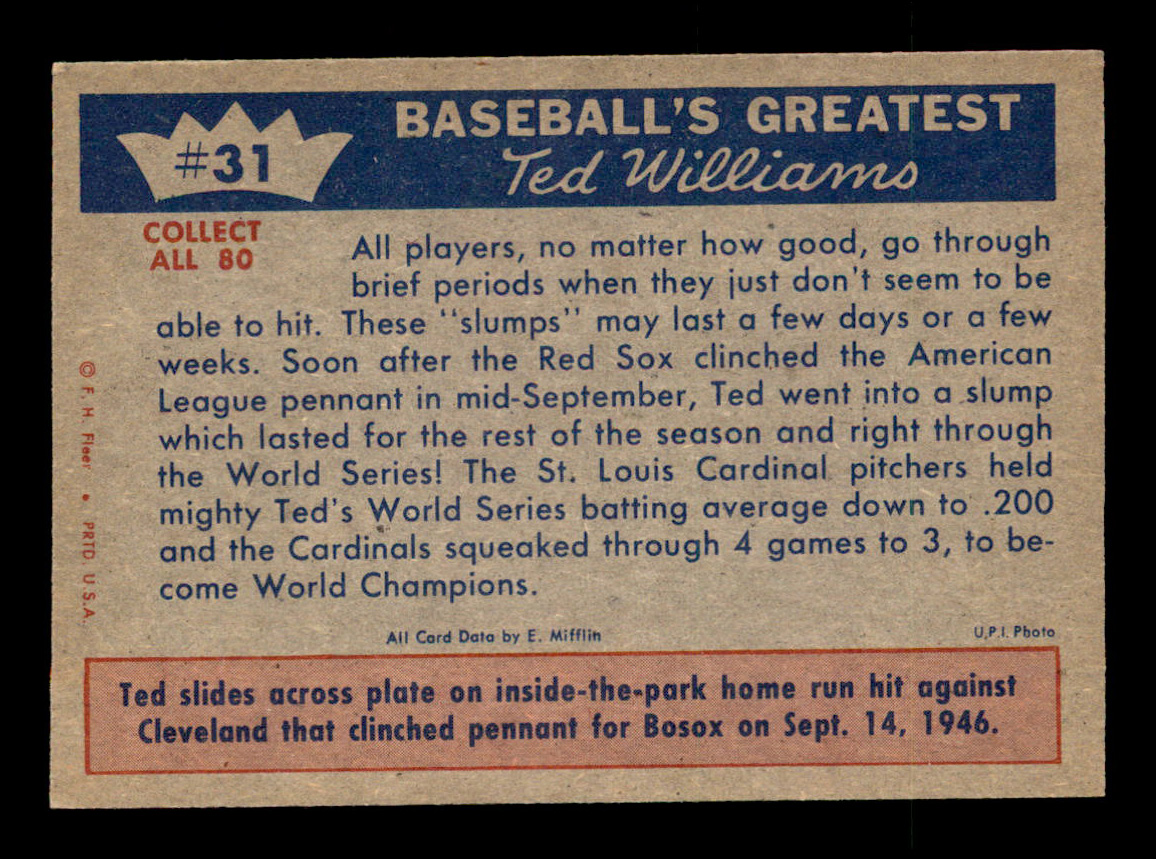 #31
BASEBALL'S GREATEST
Ted Williams
COLLECT
ALL 80
All players, no matter how good, go through
brief periods when they just don't seem to be
able to hit. These "slumps" may last a few days or a few
weeks. Soon after the Red Sox clinched the American
League pennant in mid-September, Ted went into a slump
which lasted for the rest of the season and right through
the World Series! The St. Louis Cardinal pitchers held
mighty Ted's World Series batting average down to .200
and the Cardinals squeaked through 4 games to 3, to be-
come World Champions.
© F. H. Fleer • PRTD. U.S.A.
All Card Data by E. Mifflin
U.P.I. Photo
Ted slides across plate on inside-the-park home run hit against
Cleveland that clinched pennant for Bosox on Sept. 14, 1946.